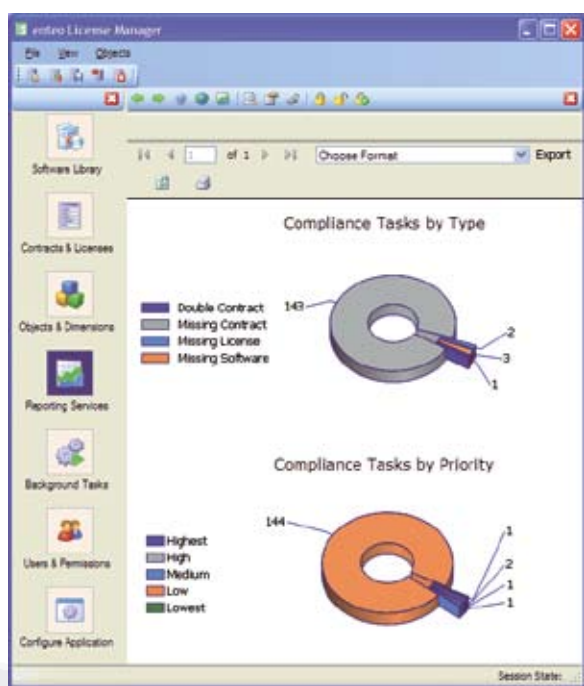 enteo License Manager
File View Objects
1 of 1 Choose Format Export
Software Library
Contracts & Licenses
Objects & Dimensions
Reporting Services
Background Tasks
Users & Permissions
Configure Application
Compliance Tasks by Type
Double Contract
Missing Contract
Missing License
Missing Software
143
2
3
1
Compliance Tasks by Priority
Highest
High
Medium
Low
Lowest
144
1
2
1
1
Session State: